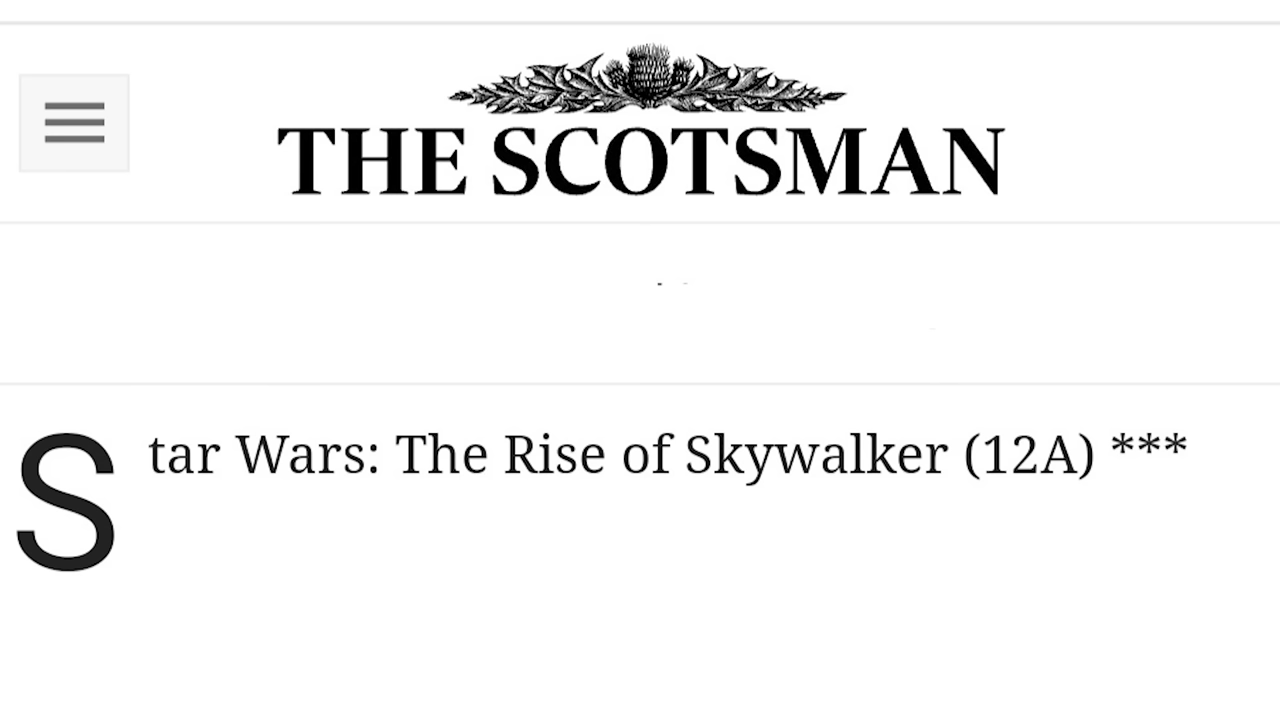 THE SCOTSMAN
Star Wars: The Rise of Skywalker (12A) ***